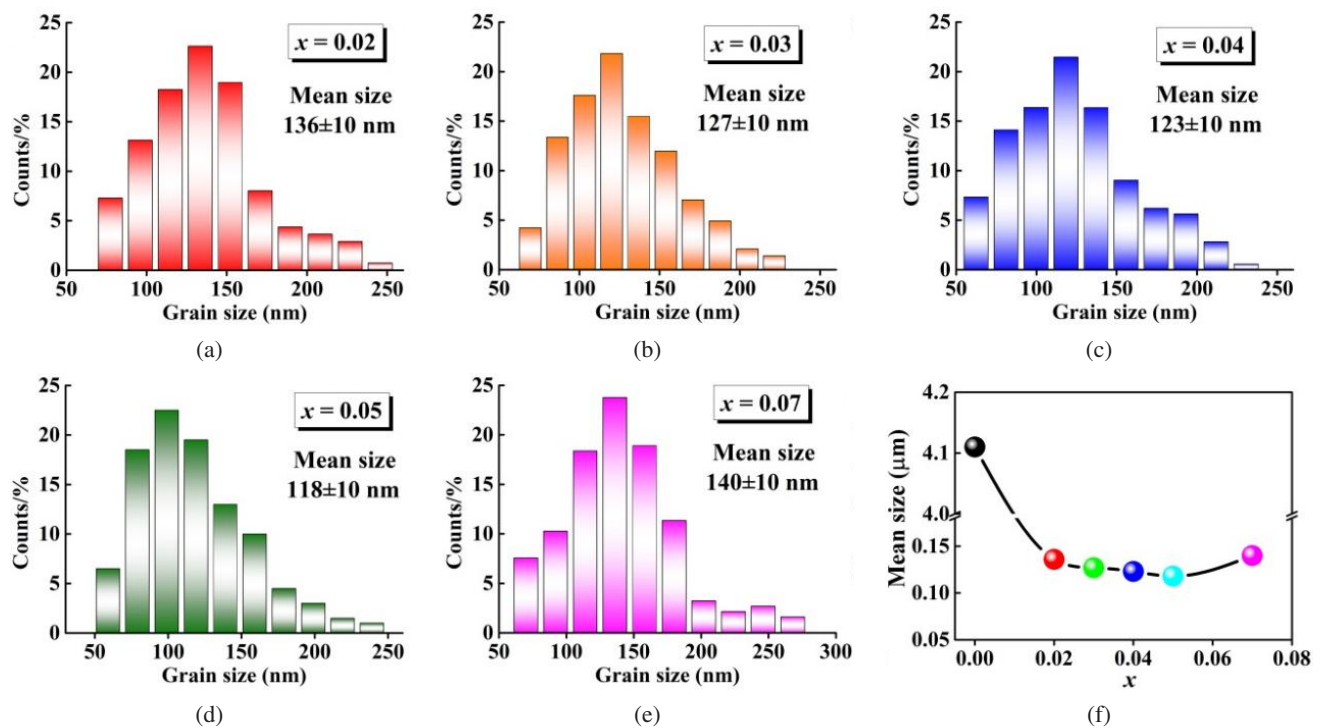 25
20
15
10
5
0
Counts/%
x = 0.02
Mean size
136±10 nm
50 100 150 200 250
Grain size (nm)
(a)
25
20
15
10
5
0
Counts/%
x = 0.03
Mean size
127±10 nm
50 100 150 200 250
Grain size (nm)
(b)
25
20
15
10
5
0
Counts/%
x = 0.04
Mean size
123±10 nm
50 100 150 200 250
Grain size (nm)
(c)
25
20
15
10
5
0
Counts/%
x = 0.05
Mean size
118±10 nm
50 100 150 200 250
Grain size (nm)
(d)
25
20
15
10
5
0
Counts/%
x = 0.07
Mean size
140±10 nm
50 100 150 200 250 300
Grain size (nm)
(e)
4.2
4.1
4.0
0.15
0.10
0.05
Mean size (μm)
0.00 0.02 0.04 0.06 0.08
x
(f)